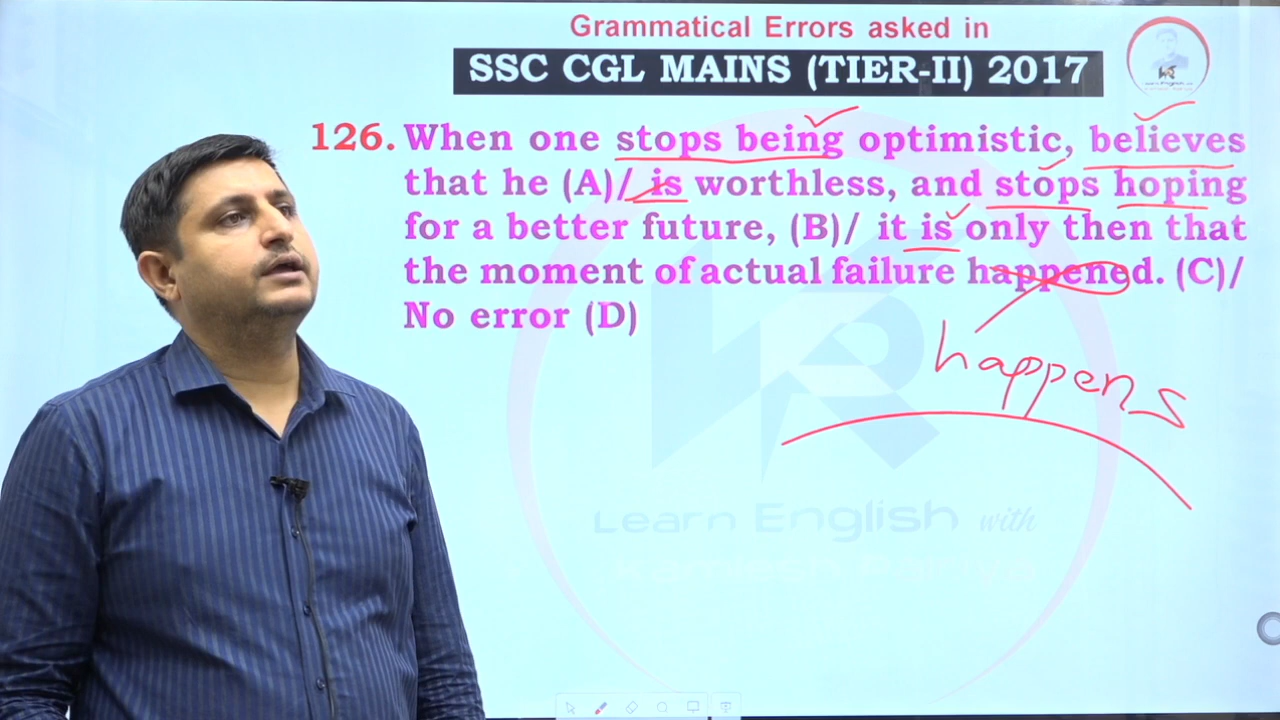 Grammatical Errors asked in
SSC CGL MAINS (TIER-II) 2017
126. When one stops being optimistic, believes
that he (A)/ is worthless, and stops hoping
for a better future, (B)/ it is only then that
the moment of actual failure happened. (C)/
No error (D)
happens
Learn English with